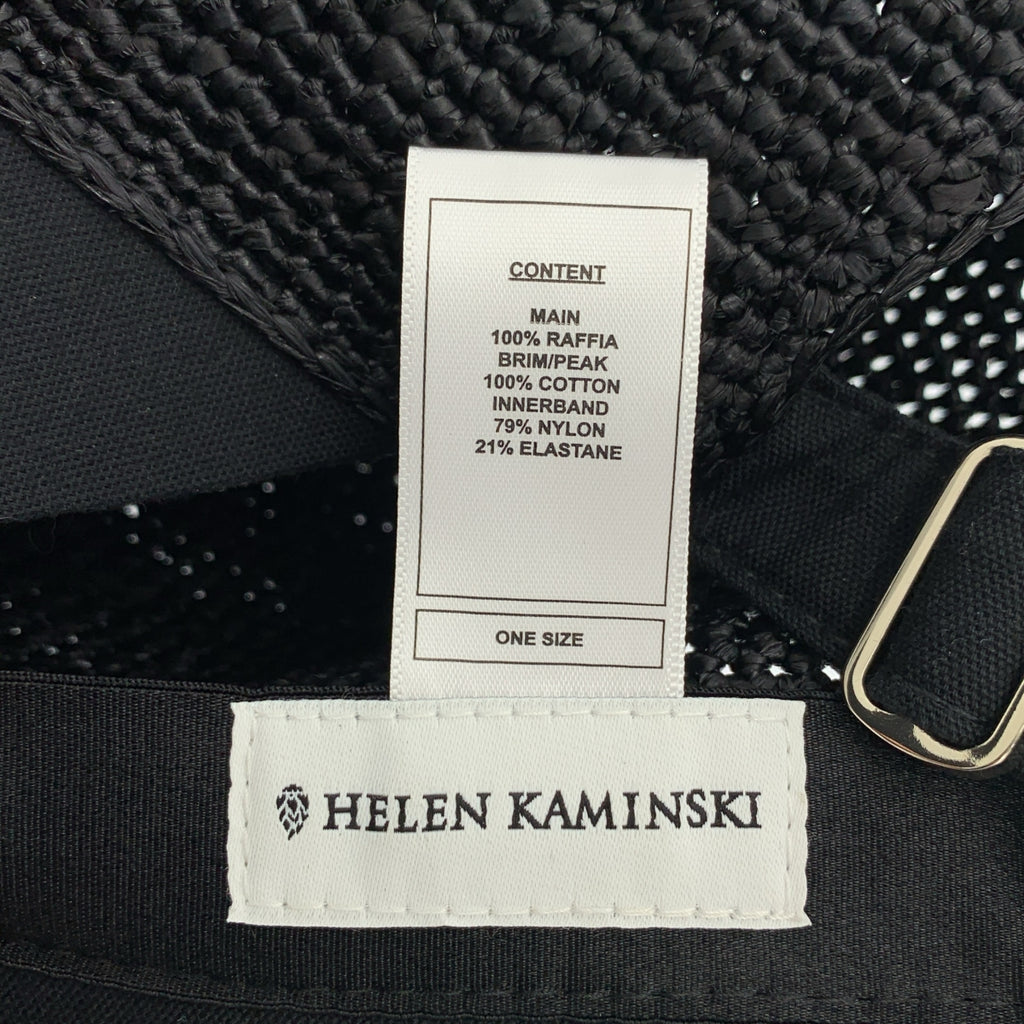 CONTENT
MAIN
100% RAFFIA
BRIM/PEAK
100% COTTON
INNERBAND
79% NYLON
21% ELASTANE
ONE SIZE
HELEN KAMINSKI